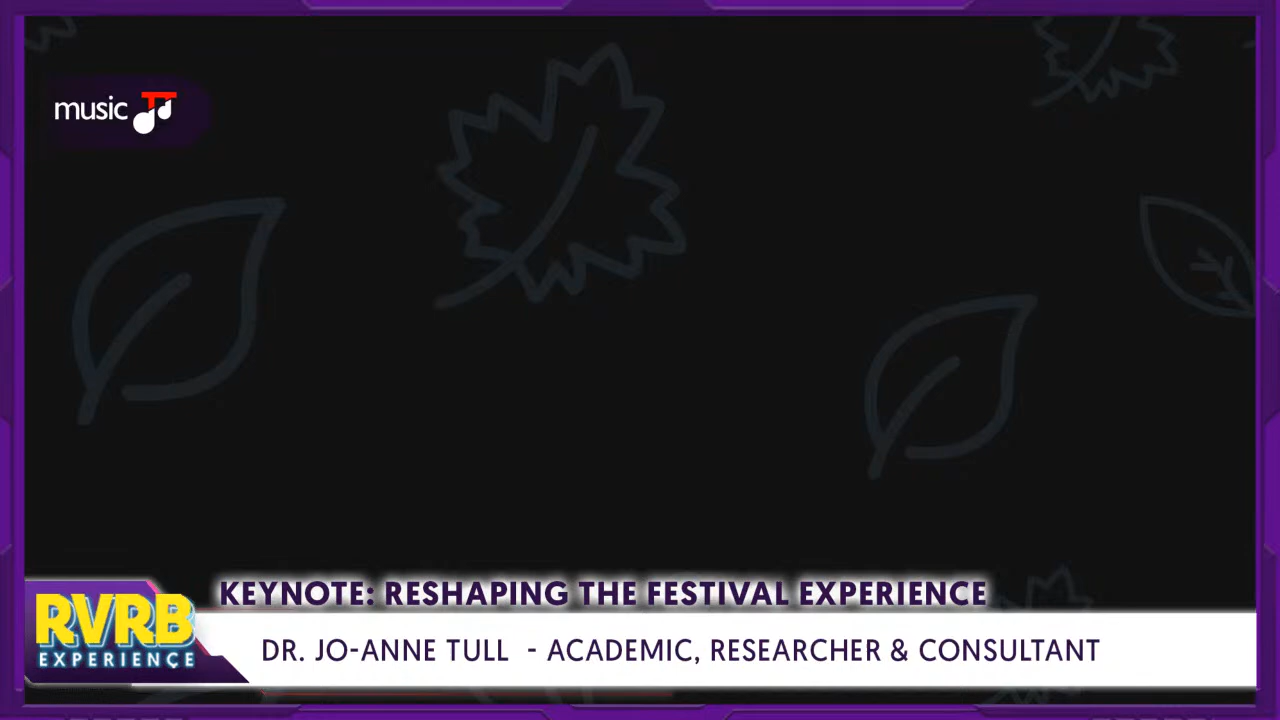 music TT
KEYNOTE: RESHAPING THE FESTIVAL EXPERIENCE
RVRB
EXPERIENCE
DR. JO-ANNE TULL - ACADEMIC, RESEARCHER & CONSULTANT